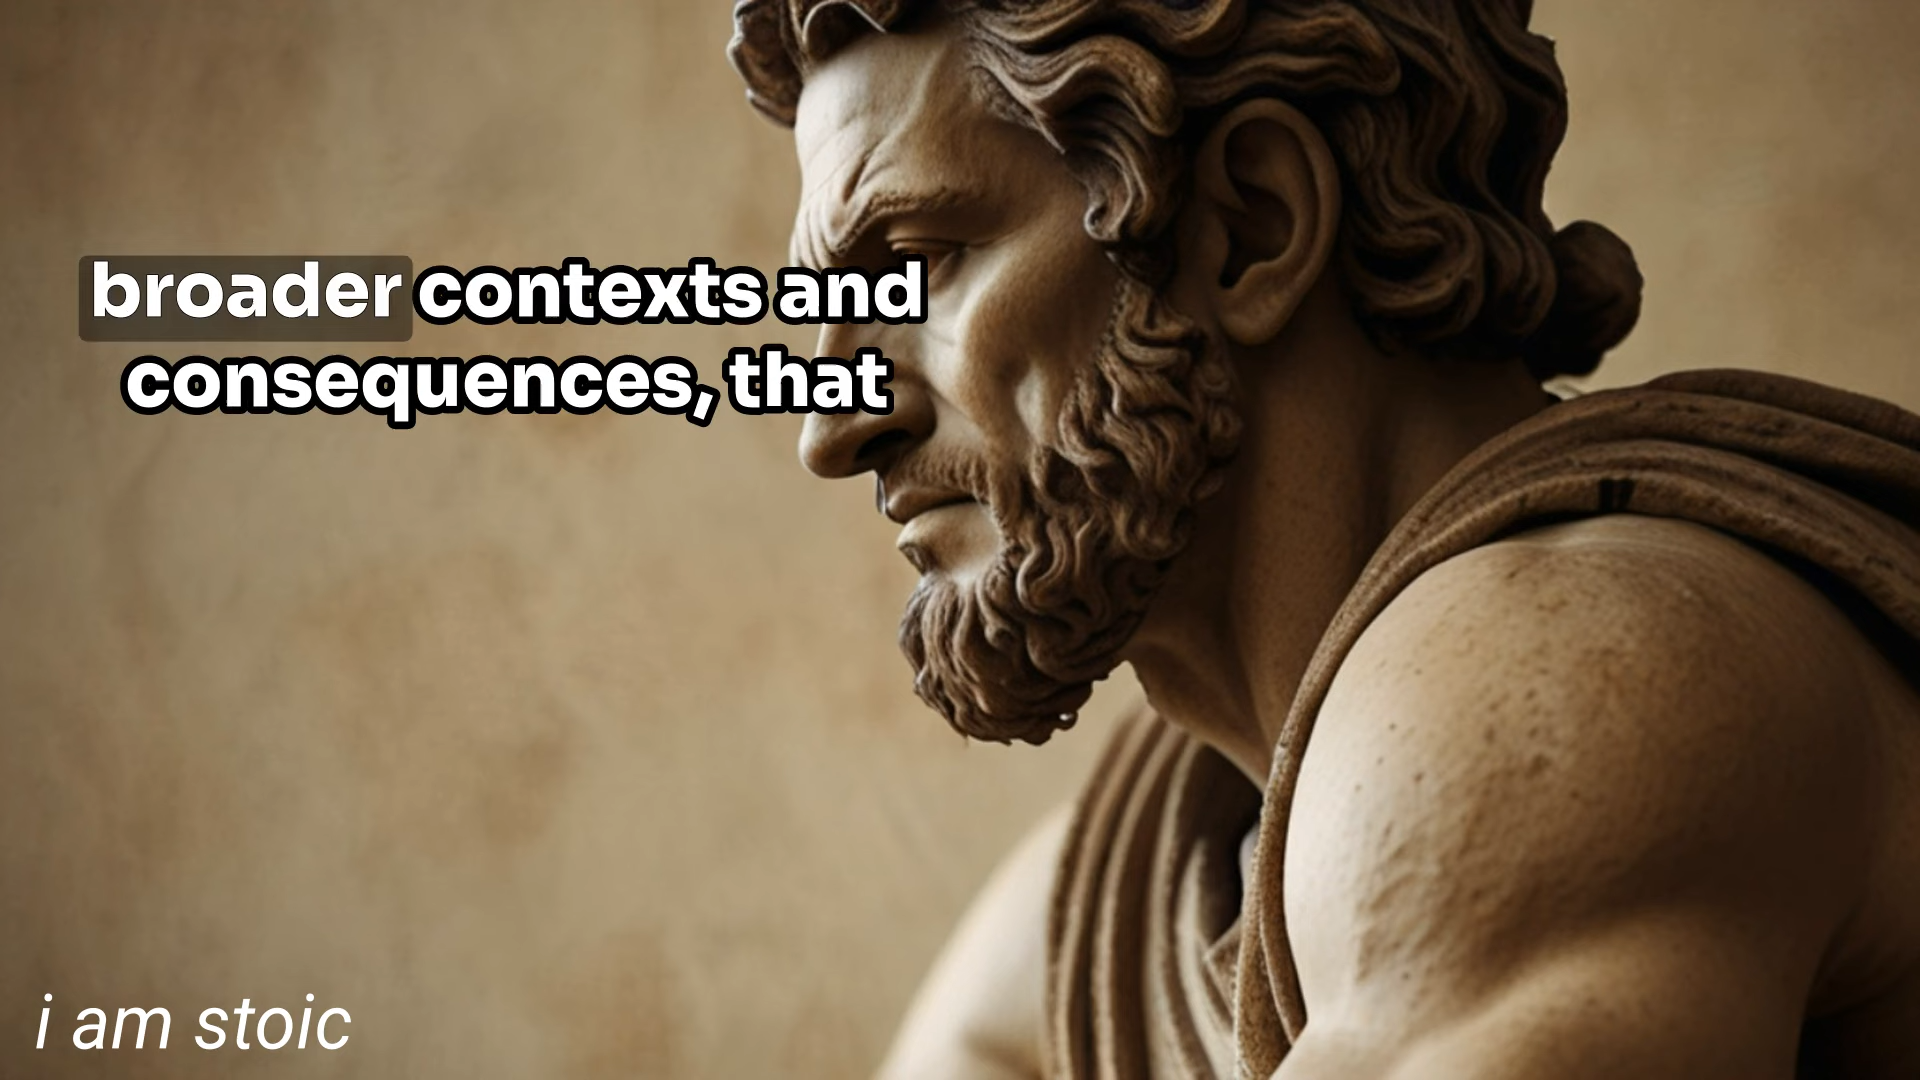 broader contexts and
consequences, that
i am stoic